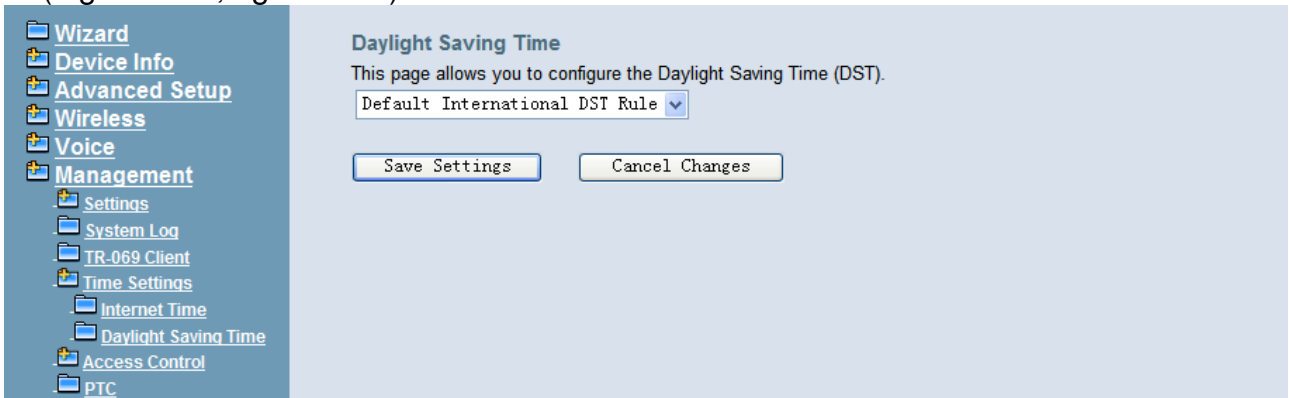 Wizard
Device Info
Advanced Setup
Wireless
Voice
Management
Settings
System Log
TR-069 Client
Time Settings
Internet Time
Daylight Saving Time
Access Control
PTC
Daylight Saving Time
This page allows you to configure the Daylight Saving Time (DST).
Default International DST Rule
Save Settings
Cancel Changes